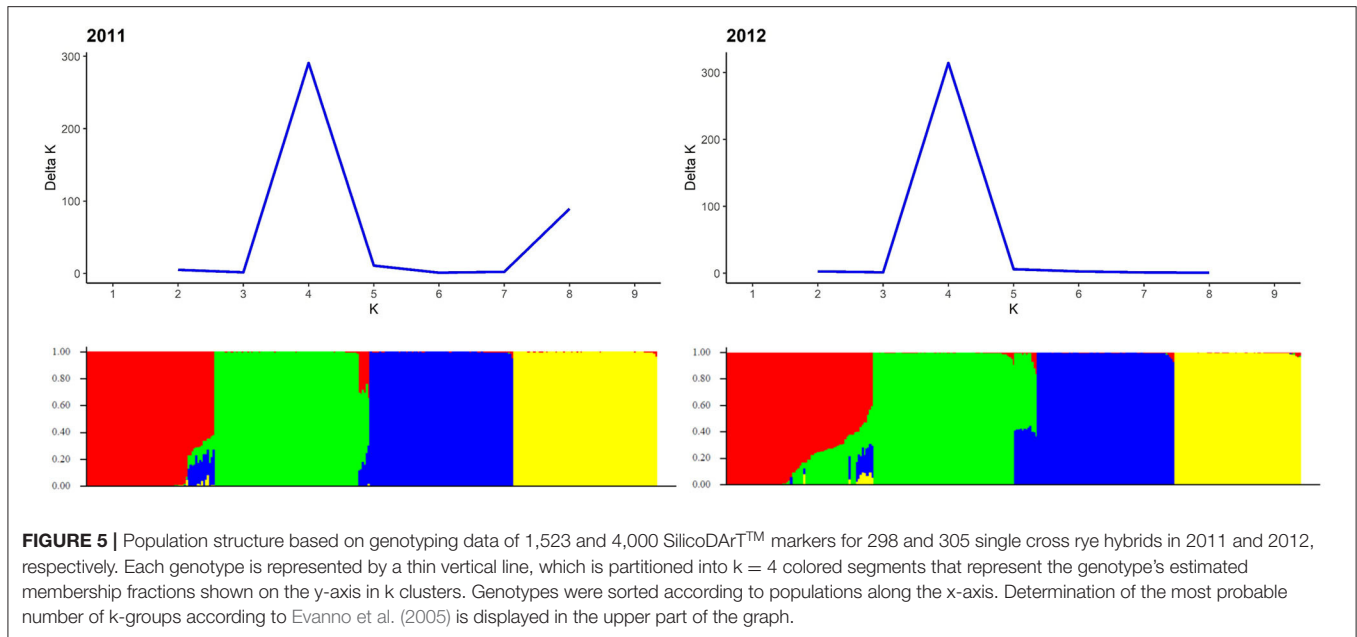 2011
300
200
100
0
Delta K
1 2 3 4 5 6 7 8 9
K
2012
300
200
100
0
Delta K
1 2 3 4 5 6 7 8 9
K
1.00
0.80
0.60
0.40
0.20
0.00
1.00
0.80
0.60
0.40
0.20
0.00
FIGURE 5 | Population structure based on genotyping data of 1,523 and 4,000 SilicoDArT™ markers for 298 and 305 single cross rye hybrids in 2011 and 2012,
respectively. Each genotype is represented by a thin vertical line, which is partitioned into k = 4 colored segments that represent the genotype's estimated
membership fractions shown on the y-axis in k clusters. Genotypes were sorted according to populations along the x-axis. Determination of the most probable
number of k-groups according to Evanno et al. (2005) is displayed in the upper part of the graph.